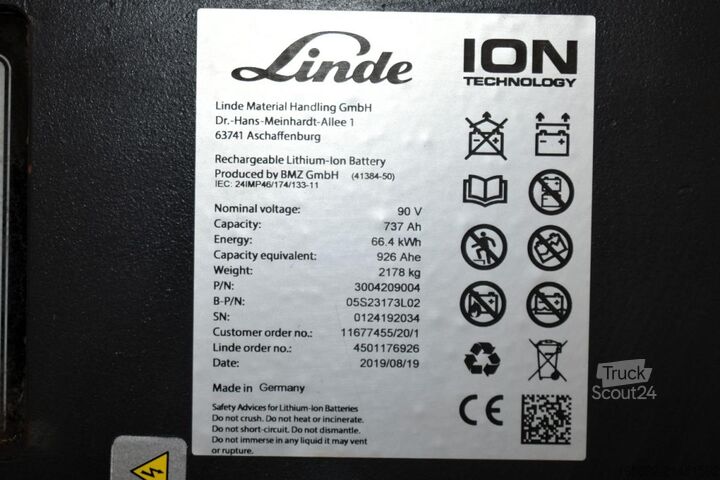 Linde
ION
TECHNOLOGY
Linde Material Handling GmbH
Dr.-Hans-Meinhardt-Allee 1
63741 Aschaffenburg
Rechargeable Lithium-Ion Battery
Produced by BMZ GmbH (41384-50)
IEC: 24IMP46/174/133-11
Nominal voltage: 90 V
Capacity: 737 Ah
Energy: 66.4 kWh
Capacity equivalent: 926 Ahe
Weight: 2178 kg
P/N: 3004209004
B-P/N: 05S23173L02
SN: 0124192034
Customer order no.: 11677455/20/1
Linde order no.: 4501176926
Date: 2019/08/19
Made in Germany
Safety Advices for Lithium-Ion Batteries
Do not crush. Do not heat or incinerate.
Do not short-circuit. Do not dismantle.
Do not immerse in any liquid it may vent
or rupture.
CE
Truck
Scout24